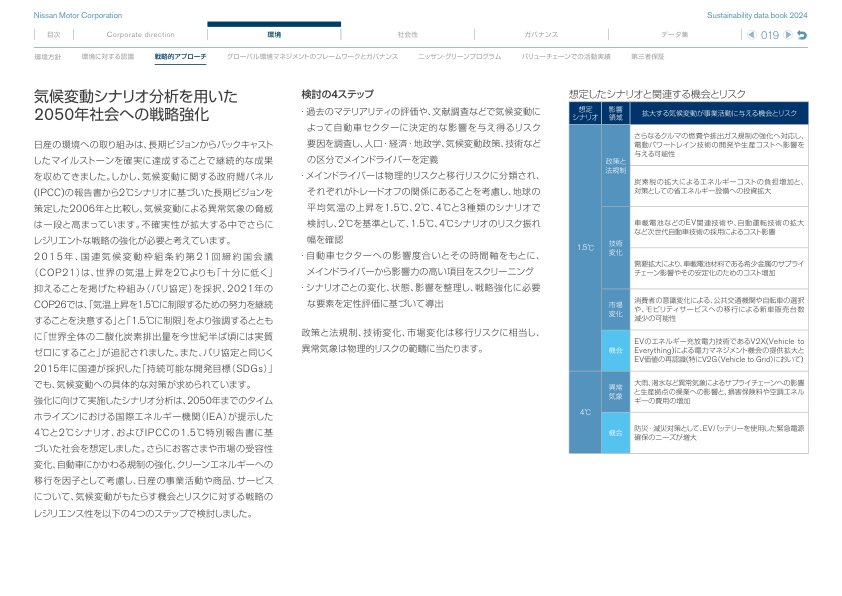 Nissan Motor Corporation
Sustainability data book 2024
目次
Corporate direction
環境
社会性
ガバナンス
データ集
019
環境方針
環境に対する認識
戦略的アプローチ
グローバル環境マネジメントのフレームワークとガバナンス
ニッサン・グリーンプログラム
バリューチェーンでの活動実績
第三者保証
気候変動シナリオ分析を用いた
2050年社会への戦略強化
日産の環境への取り組みは、長期ビジョンからバックキャスト
したマイルストーンを確実に達成することで継続的な成果
を収めてきました。しかし、気候変動に関する政府間パネル
(IPCC)の報告書から2℃シナリオに基づいた長期ビジョンを
策定した2006年と比較し、気候変動による異常気象の脅威
は一段と高まっています。不確実性が拡大する中でさらに
レジリエントな戦略の強化が必要と考えています。
2015年、国連気候変動枠組条約第21回締約国会議
(COP21)は、世界の気温上昇を2℃よりも「十分に低く」
抑えることを掲げた枠組み(パリ協定)を採択、2021年の
COP26では、「気温上昇を1.5℃に制限するための努力を継続
することを決意する」と「1.5℃に制限」をより強調するととも
に「世界全体の二酸化炭素排出量を今世紀半ば頃には実質
ゼロにすること」が追記されました。また、パリ協定と同じく
2015年に国連が採択した「持続可能な開発目標(SDGs)」
でも、気候変動への具体的な対策が求められています。
強化に向けて実施したシナリオ分析は、2050年までのタイム
ホライズンにおける国際エネルギー機関(IEA)が提示した
4℃と2℃シナリオ、およびIPCCの1.5℃特別報告書に基
づいた社会を想定しました。さらにお客さまや市場の受容性
変化、自動車にかかわる規制の強化、クリーンエネルギーへの
移行を因子として考慮し、日産の事業活動や商品、サービス
について、気候変動がもたらす機会とリスクに対する戦略の
レジリエンス性を以下の4つのステップで検討しました。
検討の4ステップ
・過去のマテリアリティの評価や、文献調査などで気候変動に
よって自動車セクターに決定的な影響を与え得るリスク
要因を調査し、人口・経済・地政学、気候変動政策、技術など
の区分でメインドライバーを定義
・メインドライバーは物理的リスクと移行リスクに分類され、
それぞれがトレードオフの関係にあることを考慮し、地球の
平均気温の上昇を1.5℃、2℃、4℃と3種類のシナリオで
検討し、2℃を基準として、1.5℃、4℃シナリオのリスク振れ
幅を確認
・自動車セクターへの影響度合いとその時間軸をもとに、
メインドライバーから影響力の高い項目をスクリーニング
・シナリオごとの変化、状態、影響を整理し、戦略強化に必要
な要素を定性評価に基づいて導出
政策と法規制、技術変化、市場変化は移行リスクに相当し、
異常気象は物理的リスクの範疇に当たります。
想定したシナリオと関連する機会とリスク
想定
シナリオ
影響
領域
拡大する気候変動が事業活動に与える機会とリスク
1.5℃
政策と
法規制
さらなるクルマの燃費や排出ガス規制の強化へ対応し、
電動パワートレイン技術の開発や生産コストへ影響を
与える可能性
炭素税の拡大によるエネルギーコストの負担増加と、
対策としての省エネルギー設備への投資拡大
技術
変化
車載電池などのEV関連技術や、自動運転技術の拡大
など次世代自動車技術の採用によるコスト影響
需要拡大により、車載電池材料である希少金属のサプライ
チェーン影響やその安定化のためのコスト増加
市場
変化
消費者の意識変化による、公共交通機関や自転車の選択
や、モビリティサービスへの移行による新車販売台数
減少の可能性
機会
EVのエネルギー充放電力技術であるV2X(Vehicle to
Everything)による電力マネジメント機会の提供拡大と
EV価値の再認識(特にV2G(Vehicle to Grid)において)
4℃
異常
気象
大雨、渇水など異常気象によるサプライチェーンへの影響
と生産拠点の操業への影響と、損害保険料や空調エネル
ギーの費用の増加
機会
防災・減災対策として、EVバッテリーを使用した緊急電源
確保のニーズが増大